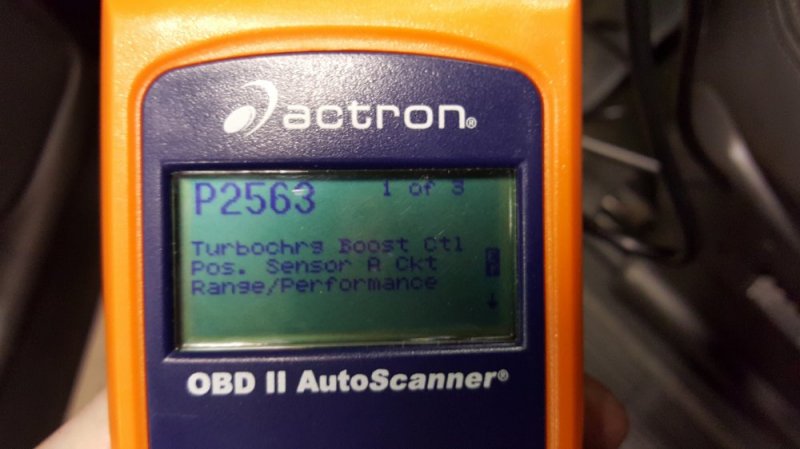 actron®
P2563 1 of 3
Turbochrg Boost Ctl
Pos. Sensor A Ckt
Range/Performance
OBD II AutoScanner®